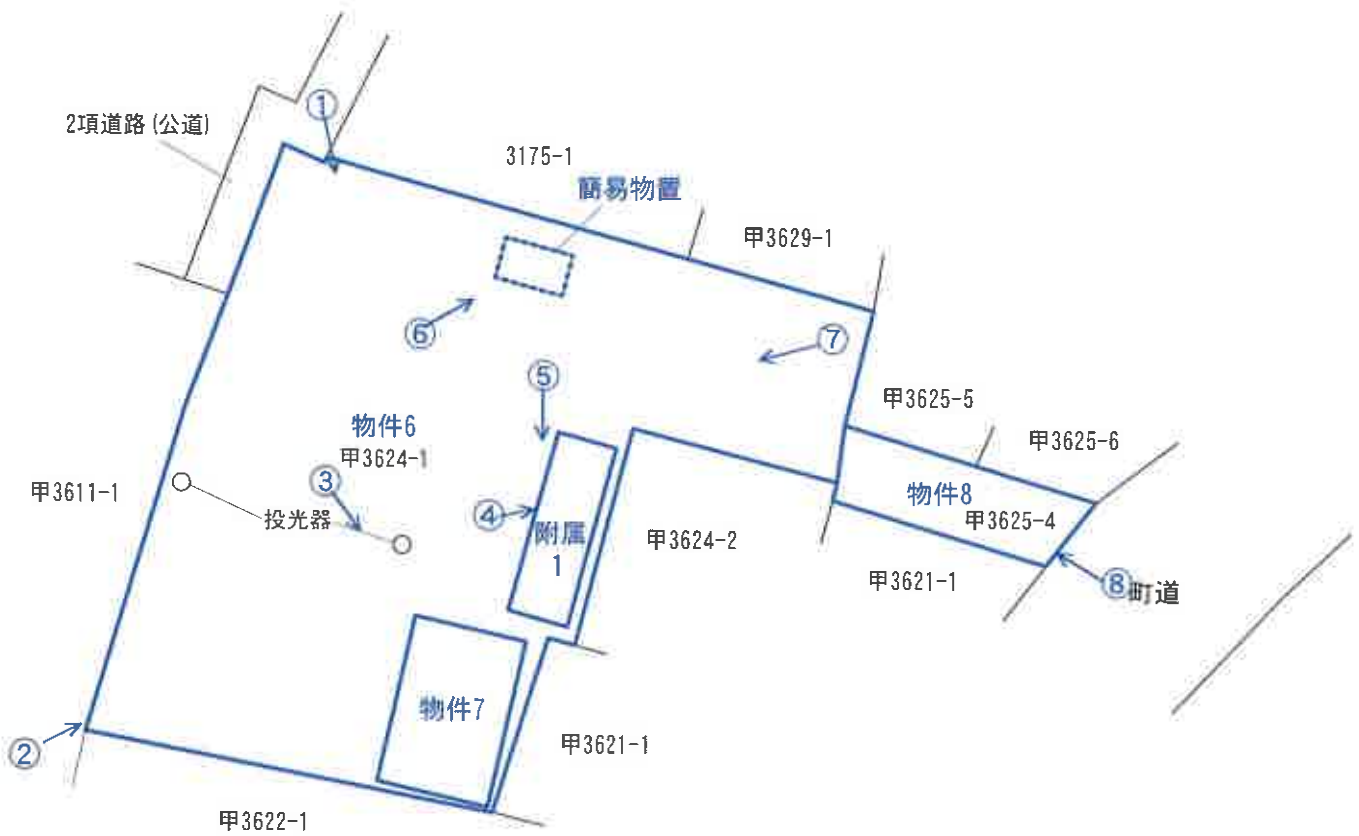 ①
2項道路(公道)
3175-1
簡易物置
甲3629-1
⑥
⑦
⑤
甲3625-5
物件6
甲3624-1
甲3625-6
甲3611-1
③
物件8
甲3625-4
投光器
④
附属
1
甲3624-2
甲3621-1
⑧
町道
物件7
②
甲3621-1
甲3622-1